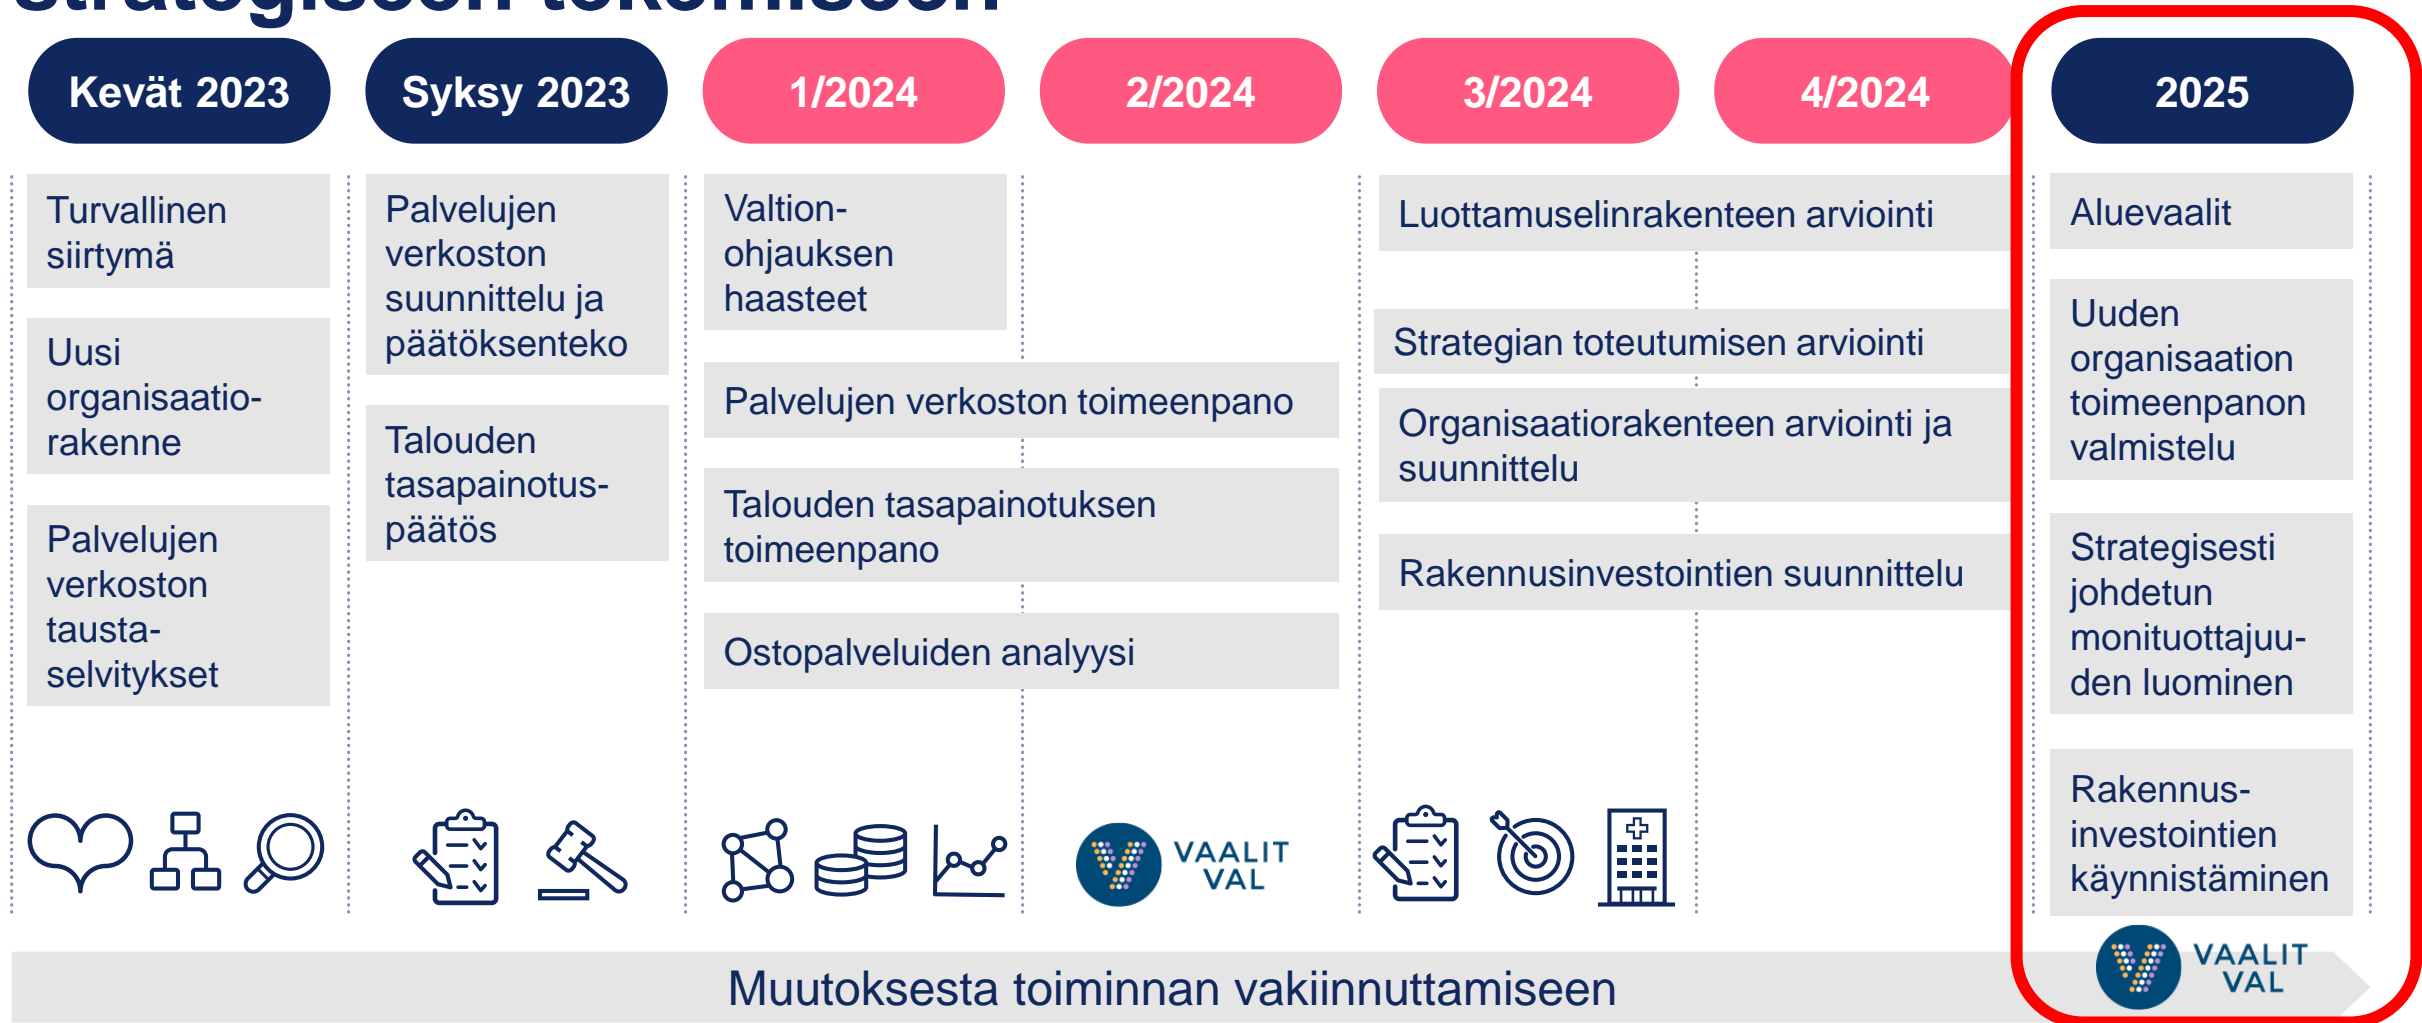 strategiseen tekemiseen
Kevät 2023
Syksy 2023
1/2024
2/2024
3/2024
4/2024
2025
Turvallinen
siirtymä
Uusi
organisaatio-
rakenne
Palvelujen
verkoston
tausta-
selvitykset
Palvelujen
verkoston
suunnittelu ja
päätöksenteko
Talouden
tasapainotus-
päätös
Valtion-
ohjauksen
haasteet
Palvelujen verkoston toimeenpano
Talouden tasapainotuksen
toimeenpano
Ostopalveluiden analyysi
VAALIT
VAL
Luottamuselinrakenteen arviointi
Strategian toteutumisen arviointi
Organisaatiorakenteen arviointi ja
suunnittelu
Rakennusinvestointien suunnittelu
Aluevaalit
Uuden
organisaation
toimeenpanon
valmistelu
Strategisesti
johdetun
monituottajuu-
den luominen
Rakennus-
investointien
käynnistäminen
VAALIT
VAL
Muutoksesta toiminnan vakiinnuttamiseen